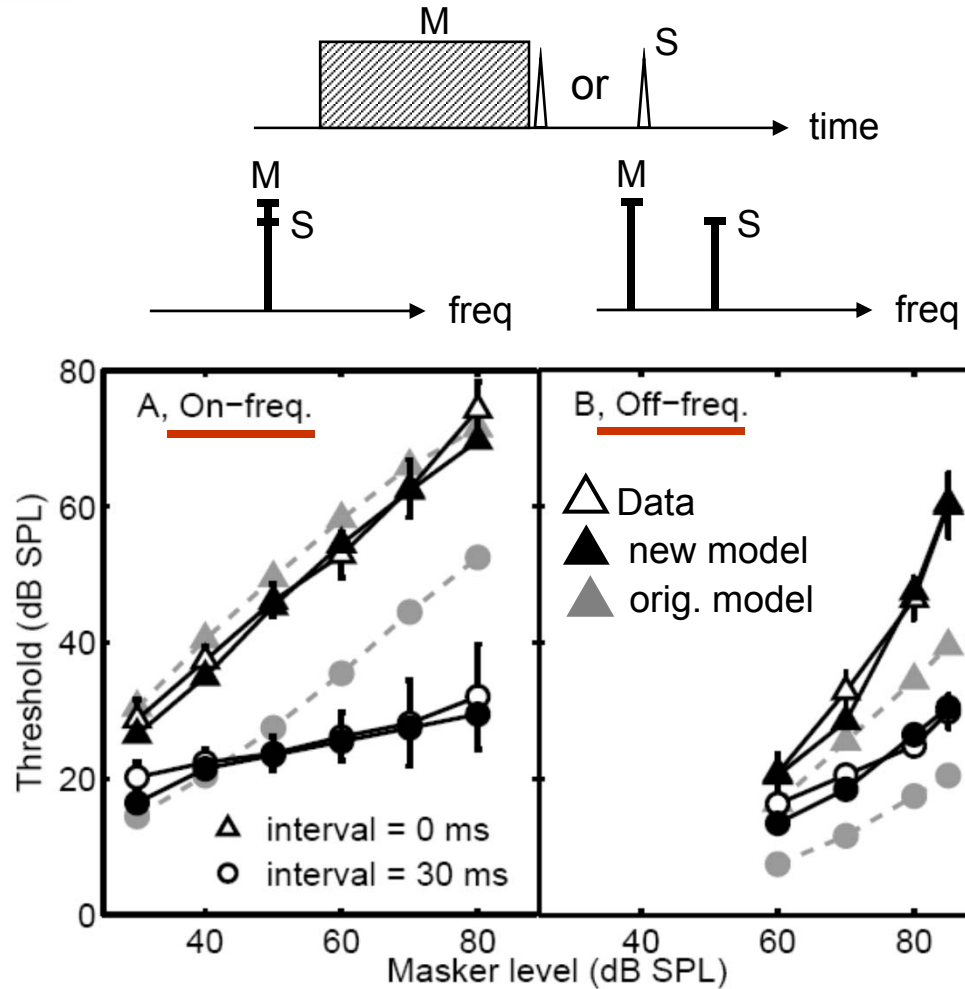 M
S
or
time
M
S
freq
M
S
freq
80
60
40
20
0
Threshold (dB SPL)
A, On-freq.
interval = 0 ms
interval = 30 ms
B, Off-freq.
Data
new model
orig. model
40 60 80
40 60 80
Masker level (dB SPL)